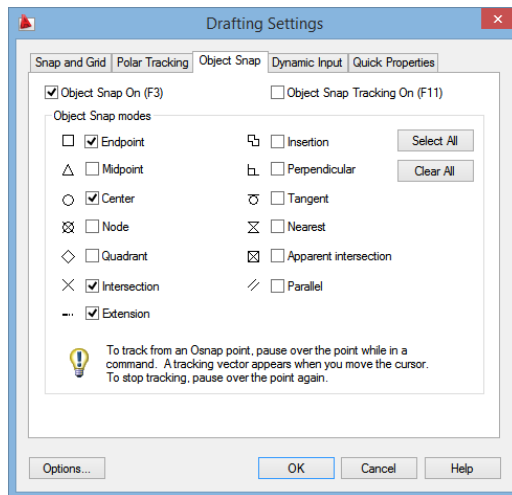 Drafting Settings
Snap and Grid Polar Tracking Object Snap Dynamic Input Quick Properties
Object Snap On (F3) Object Snap Tracking On (F11)
Object Snap modes
Endpoint Insertion Select All
Midpoint Perpendicular Clear All
Center Tangent
Node Nearest
Quadrant Apparent intersection
Intersection Parallel
Extension
To track from an Osnap point, pause over the point while in a
command. A tracking vector appears when you move the cursor.
To stop tracking, pause over the point again.
Options... OK Cancel Help